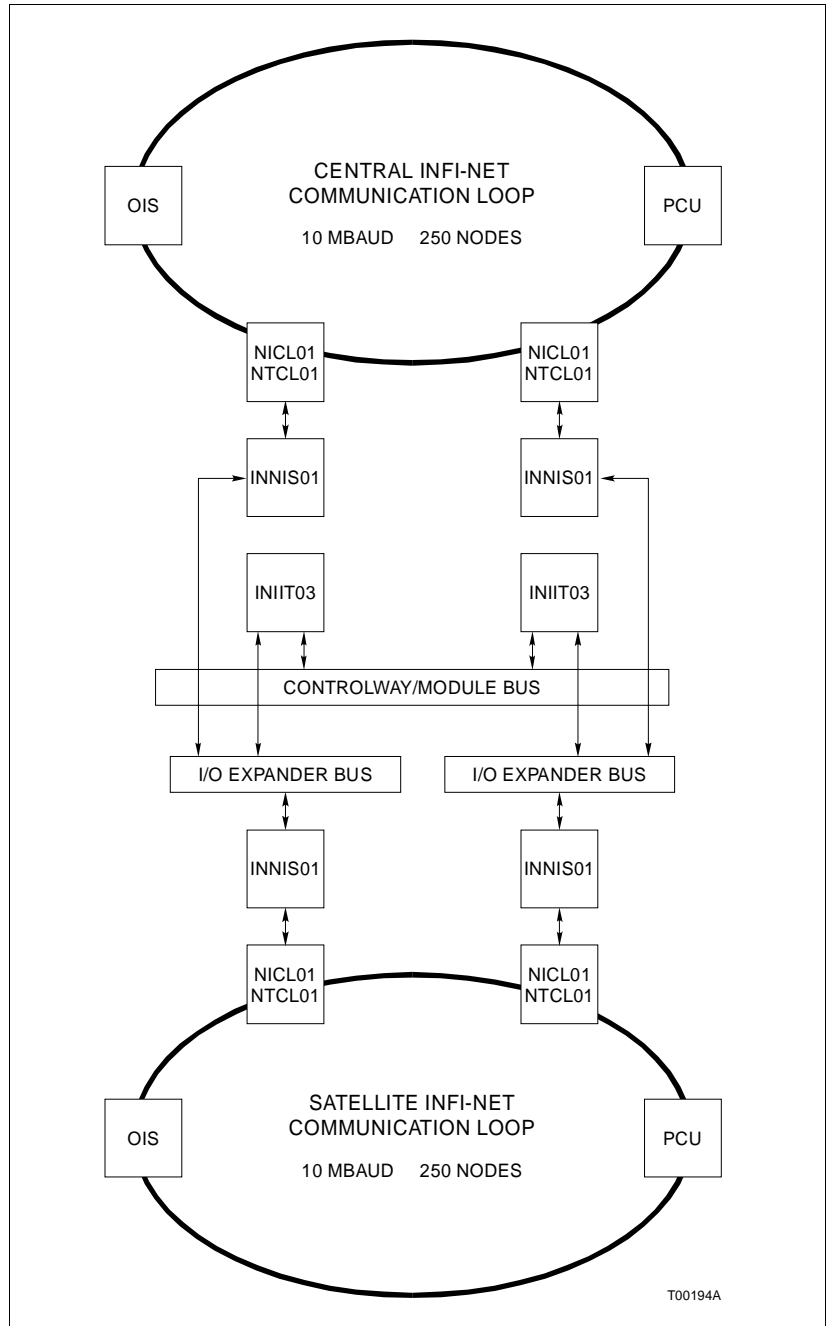 CENTRAL INFI-NET
COMMUNICATION LOOP
10 MBAUD 250 NODES
OIS
PCU
NICL01
NTCL01
NICL01
NTCL01
INNIS01
INNIS01
INIIT03
INIIT03
CONTROLWAY/MODULE BUS
I/O EXPANDER BUS
I/O EXPANDER BUS
INNIS01
INNIS01
NICL01
NTCL01
NICL01
NTCL01
SATELLITE INFI-NET
COMMUNICATION LOOP
10 MBAUD 250 NODES
OIS
PCU
T00194A